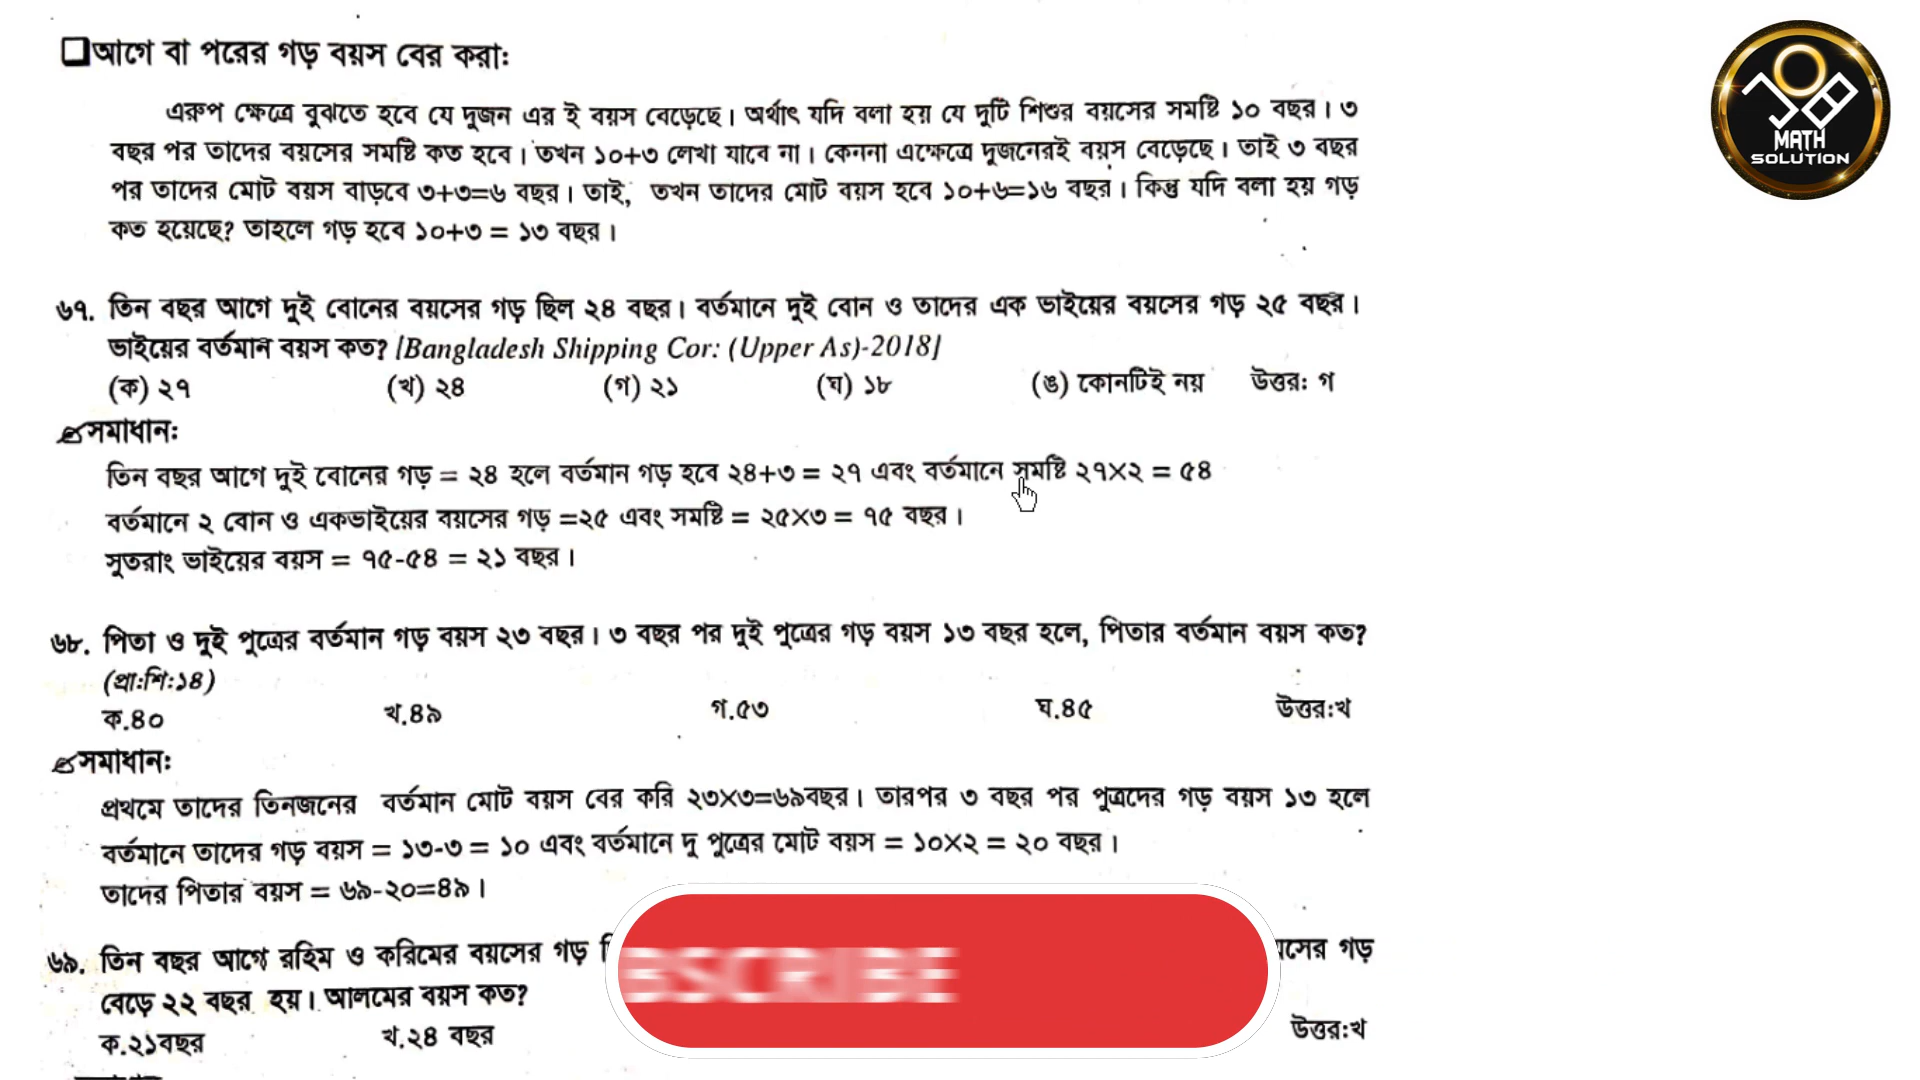 ❑আগে বা পরের গড় বয়স বের করা:
এরুপ ক্ষেত্রে বুঝতে হবে যে দুজন এর ই বয়স বেড়েছে। অর্থাৎ যদি বলা হয় যে দুটি শিশুর বয়সের সমষ্টি ১০ বছর। ৩
বছর পর তাদের বয়সের সমষ্টি কত হবে। তখন ১০+৩ লেখা যাবে না। কেননা এক্ষেত্রে দুজনেরই বয়স বেড়েছে। তাই ৩ বছর
পর তাদের মোট বয়স বাড়বে ৩+৩=৬ বছর। তাই, তখন তাদের মোট বয়স হবে ১০+৬=১৬ বছর। কিন্তু যদি বলা হয় গড়
কত হয়েছে? তাহলে গড় হবে ১০+৩ = ১৩ বছর।
৬৭. তিন বছর আগে দুই বোনের বয়সের গড় ছিল ২৪ বছর। বর্তমানে দুই বোন ও তাদের এক ভাইয়ের বয়সের গড় ২৫ বছর।
ভাইয়ের বর্তমান বয়স কত? [Bangladesh Shipping Cor: (Upper As)-2018]
(ক) ২৭ (খ) ২৪ (গ) ২১ (ঘ) ১৮ (ঙ) কোনটিই নয় উত্তর: গ
✍সমাধান:
তিন বছর আগে দুই বোনের গড় = ২৪ হলে বর্তমান গড় হবে ২৪+৩ = ২৭ এবং বর্তমানে সমষ্টি ২৭×২ = ৫৪
বর্তমানে ২ বোন ও একভাইয়ের বয়সের গড় =২৫ এবং সমষ্টি = ২৫×৩ = ৭৫ বছর।
সুতরাং ভাইয়ের বয়স = ৭৫-৫৪ = ২১ বছর।
৬৮. পিতা ও দুই পুত্রের বর্তমান গড় বয়স ২৩ বছর। ৩ বছর পর দুই পুত্রের গড় বয়স ১৩ বছর হলে, পিতার বর্তমান বয়স কত?
(প্রা:শি:১৪)
ক.৪০ খ.৪৯ গ.৫৩ ঘ.৪৫ উত্তর:খ
✍সমাধান:
প্রথমে তাদের তিনজনের বর্তমান মোট বয়স বের করি ২৩×৩=৬৯বছর। তারপর ৩ বছর পর পুত্রদের গড় বয়স ১৩ হলে
বর্তমানে তাদের গড় বয়স = ১৩-৩ = ১০ এবং বর্তমানে দু পুত্রের মোট বয়স = ১০×২ = ২০ বছর।
তাদের পিতার বয়স = ৬৯-২০=৪৯।
৬৯. তিন বছর আগে রহিম ও করিমের বয়সের গড় গড়
বেড়ে ২২ বছর হয়। আলমের বয়স কত?
ক.২১বছর খ.২৪ বছর উত্তর:খ
MATH
SOLUTION